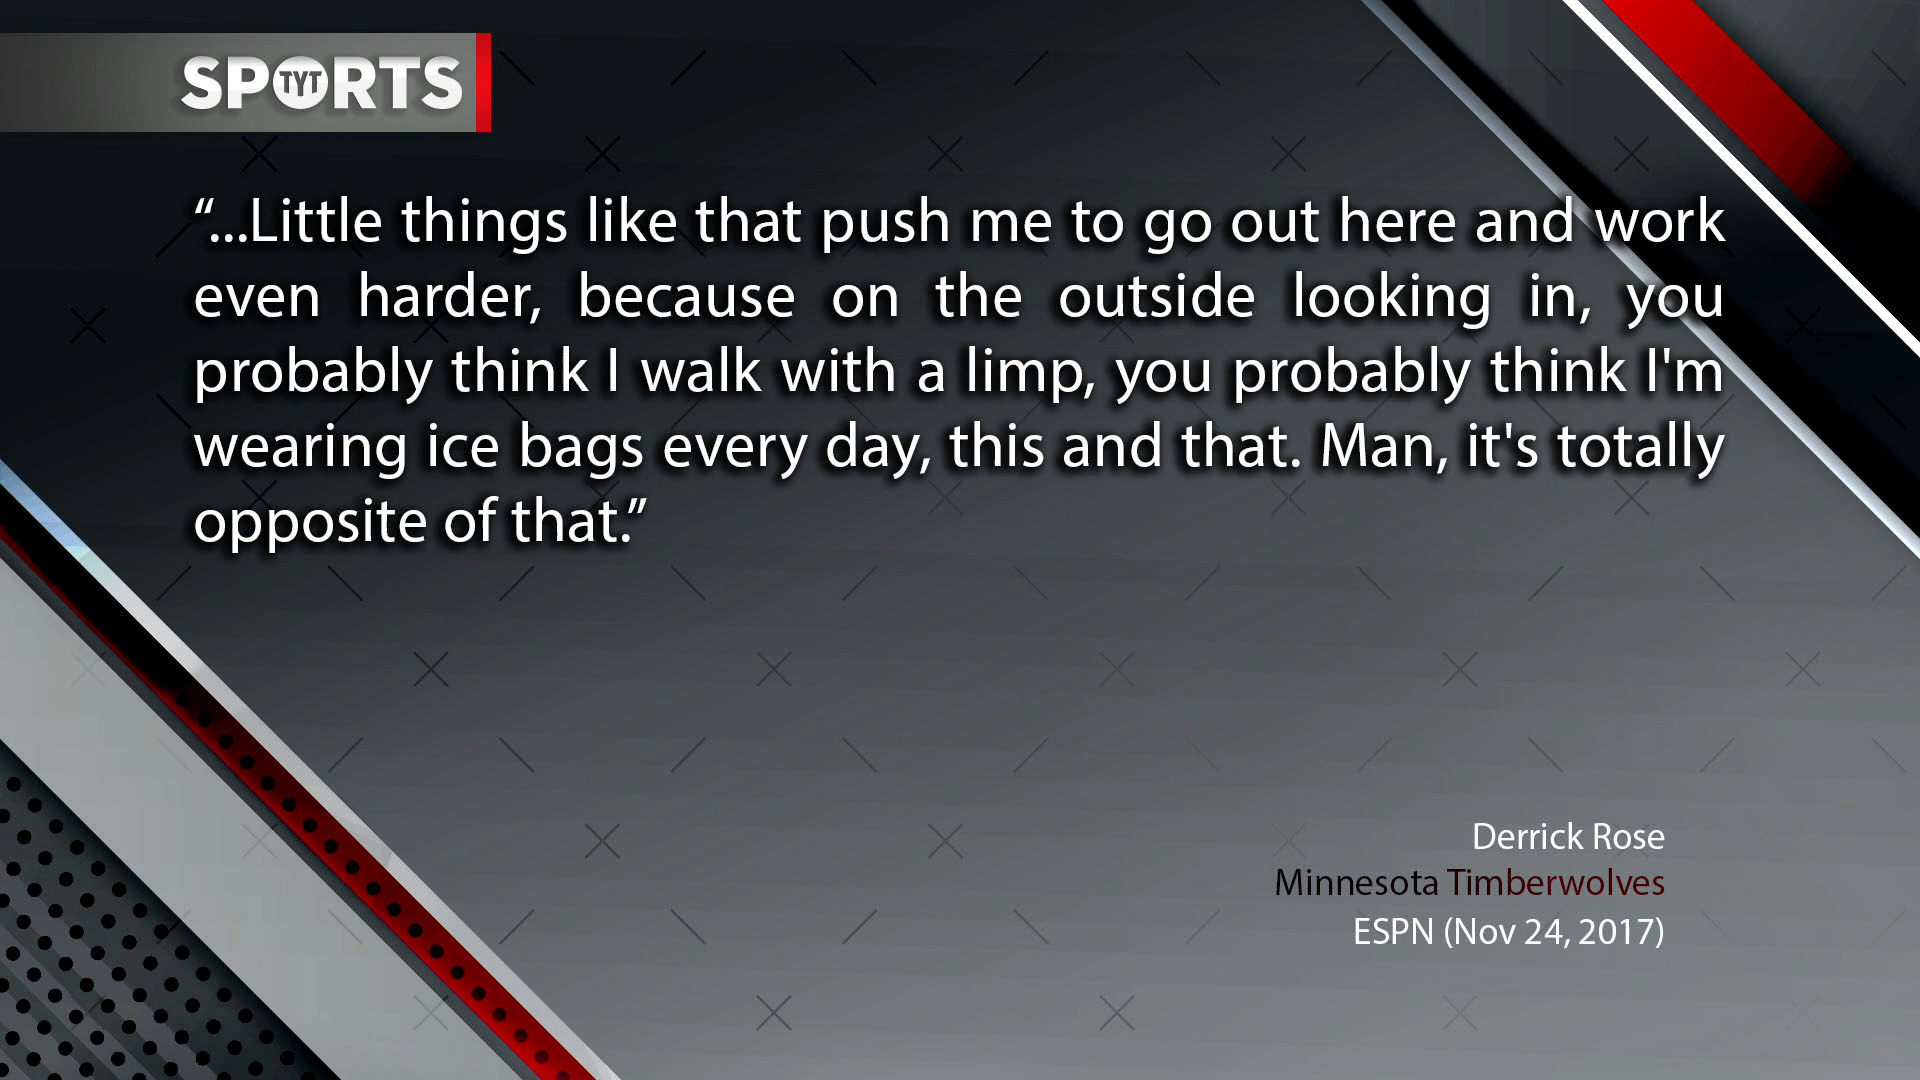 SPORTS
TYT
“...Little things like that push me to go out here and work
even harder, because on the outside looking in, you
probably think I walk with a limp, you probably think I'm
wearing ice bags every day, this and that. Man, it's totally
opposite of that.”
Derrick Rose
Minnesota Timberwolves
ESPN (Nov 24, 2017)